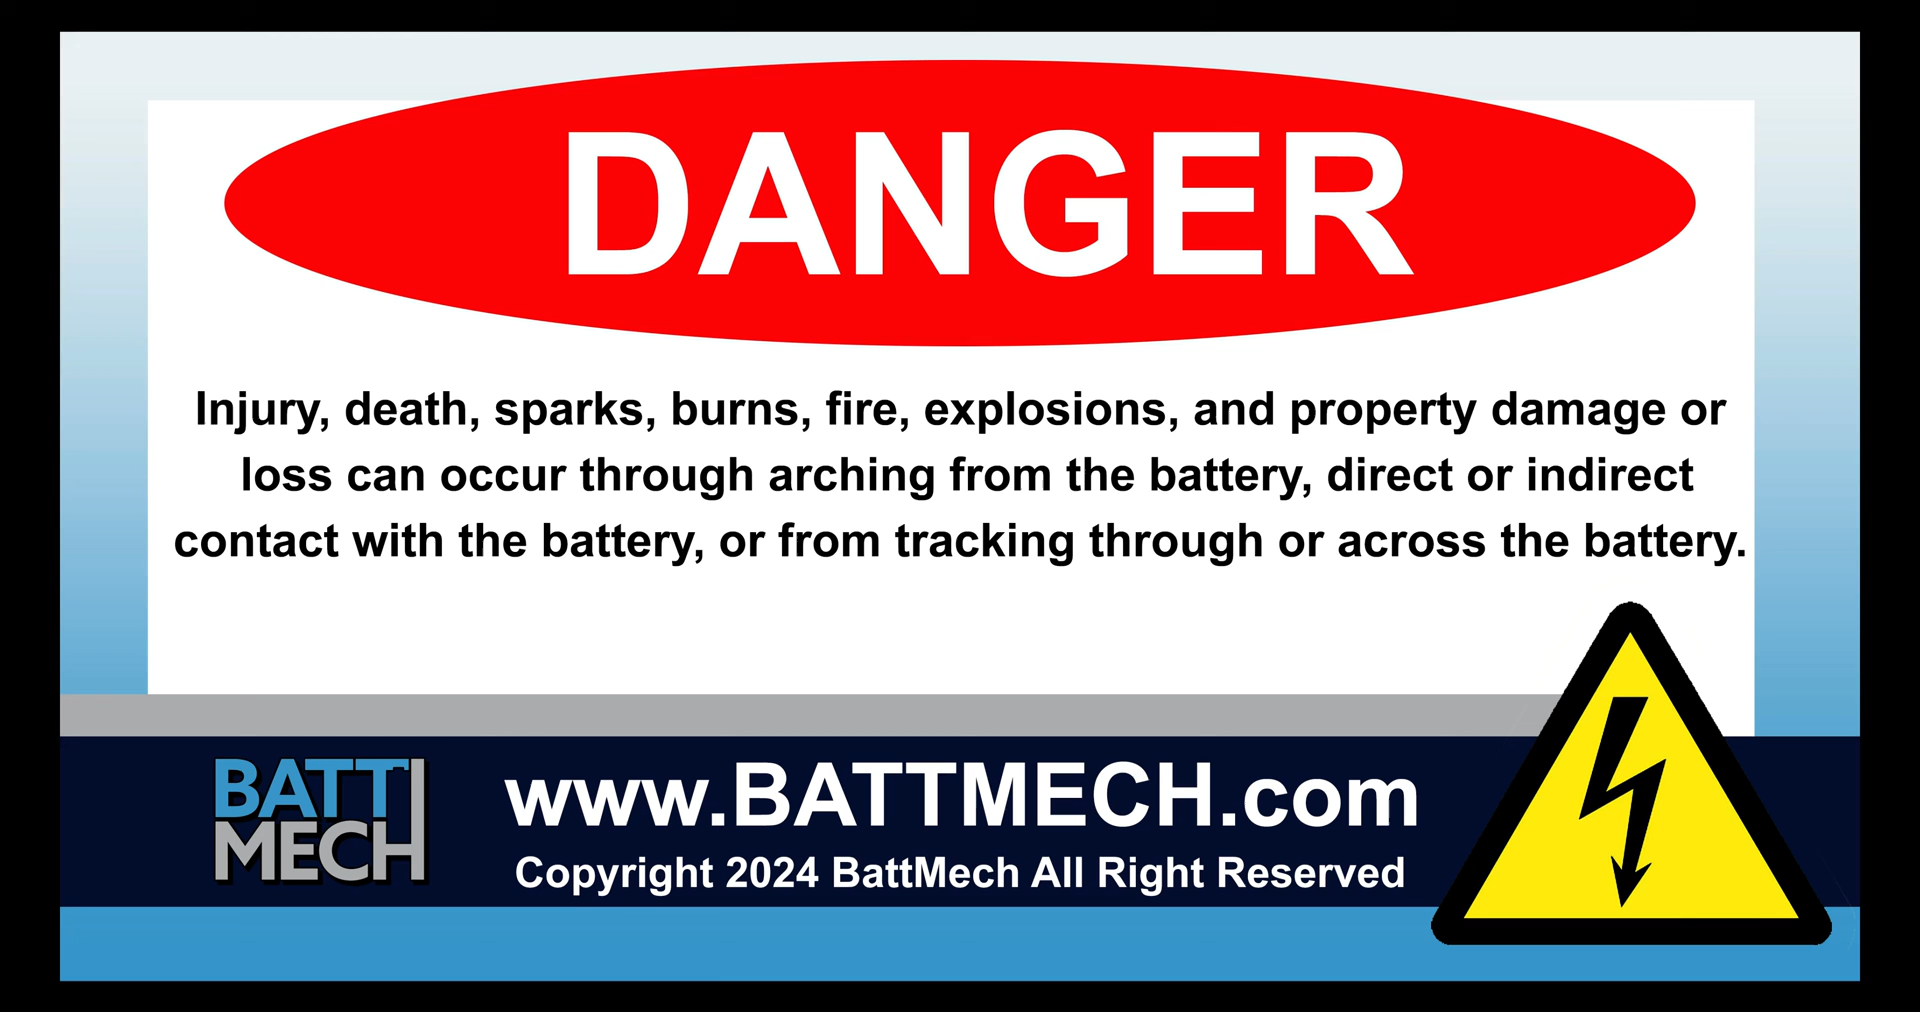 DANGER
Injury, death, sparks, burns, fire, explosions, and property damage or
loss can occur through arching from the battery, direct or indirect
contact with the battery, or from tracking through or across the battery.
BATT
MECH
www.BATTMECH.com
Copyright 2024 BattMech All Right Reserved